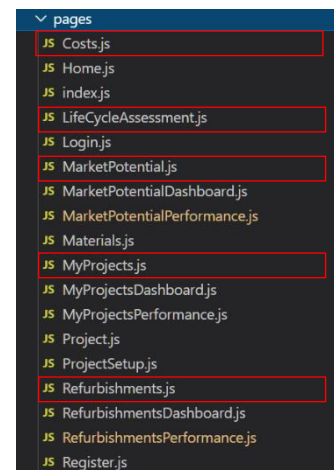 pages
JS Costs.js
JS Home.js
JS index.js
JS LifeCycleAssessment.js
JS Login.js
JS MarketPotential.js
JS MarketPotentialDashboard.js
JS MarketPotentialPerformance.js
JS Materials.js
JS MyProjects.js
JS MyProjectsDashboard.js
JS MyProjectsPerformance.js
JS Project.js
JS ProjectSetup.js
JS Refurbishments.js
JS RefurbishmentsDashboard.js
JS RefurbishmentsPerformance.js
JS Register.js